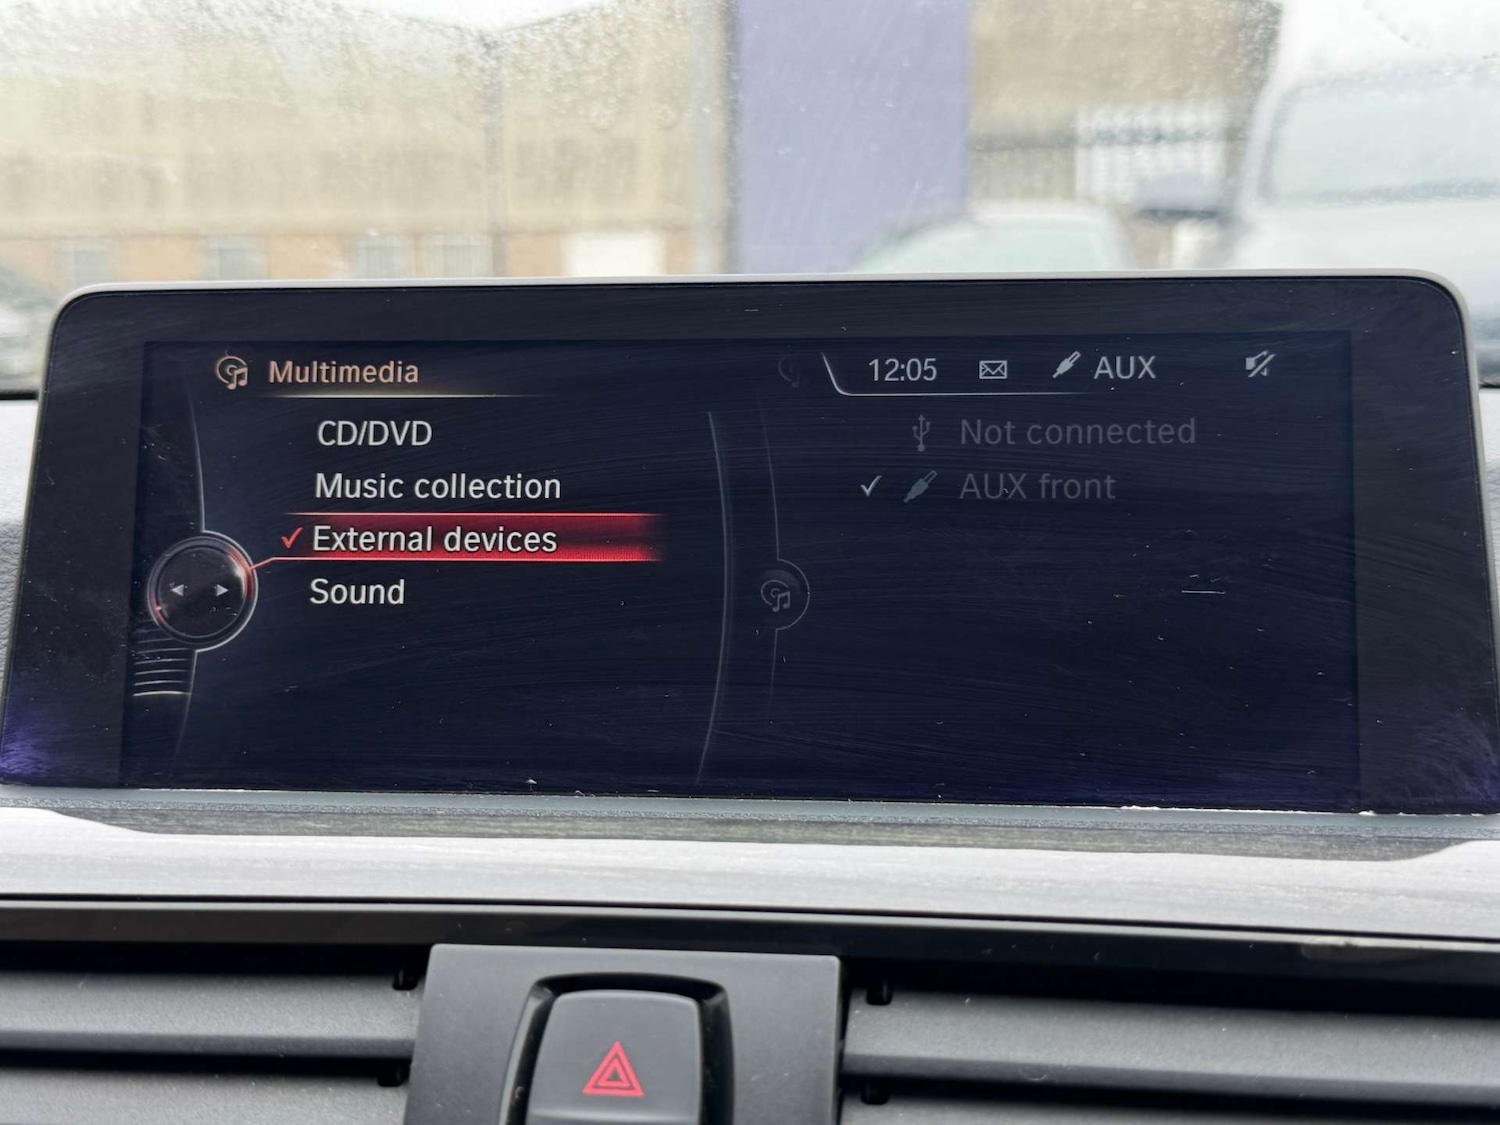 Multimedia
12:05 AUX
CD/DVD
Music collection
External devices
Sound
Not connected
AUX front